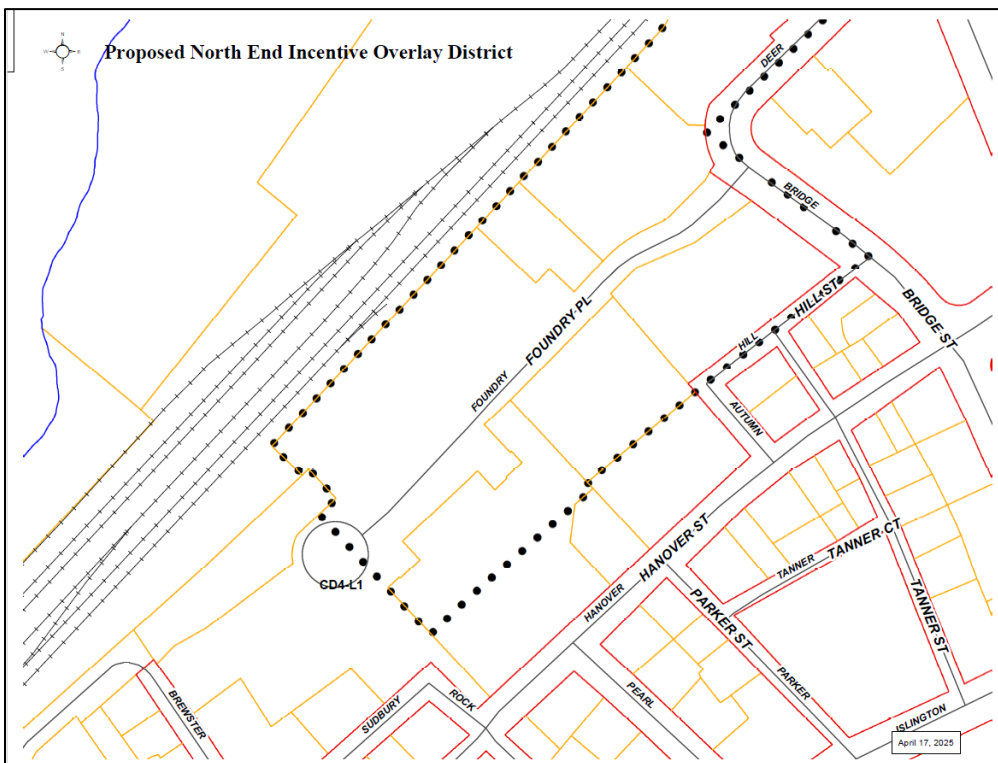 N
W E
S
Proposed North End Incentive Overlay District
DEER
BRIDGE
BRIDGE ST
HILL ST
HILL
FOUNDRY PL
FOUNDRY
AUTUMN
HANOVER ST
HANOVER
TANNER CT
TANNER
TANNER ST
CD4-L1
PARKER ST
PARKER
PEARL
ROCK
SUDBURY
BREWSTER
ISLINGTON
April 17, 2025